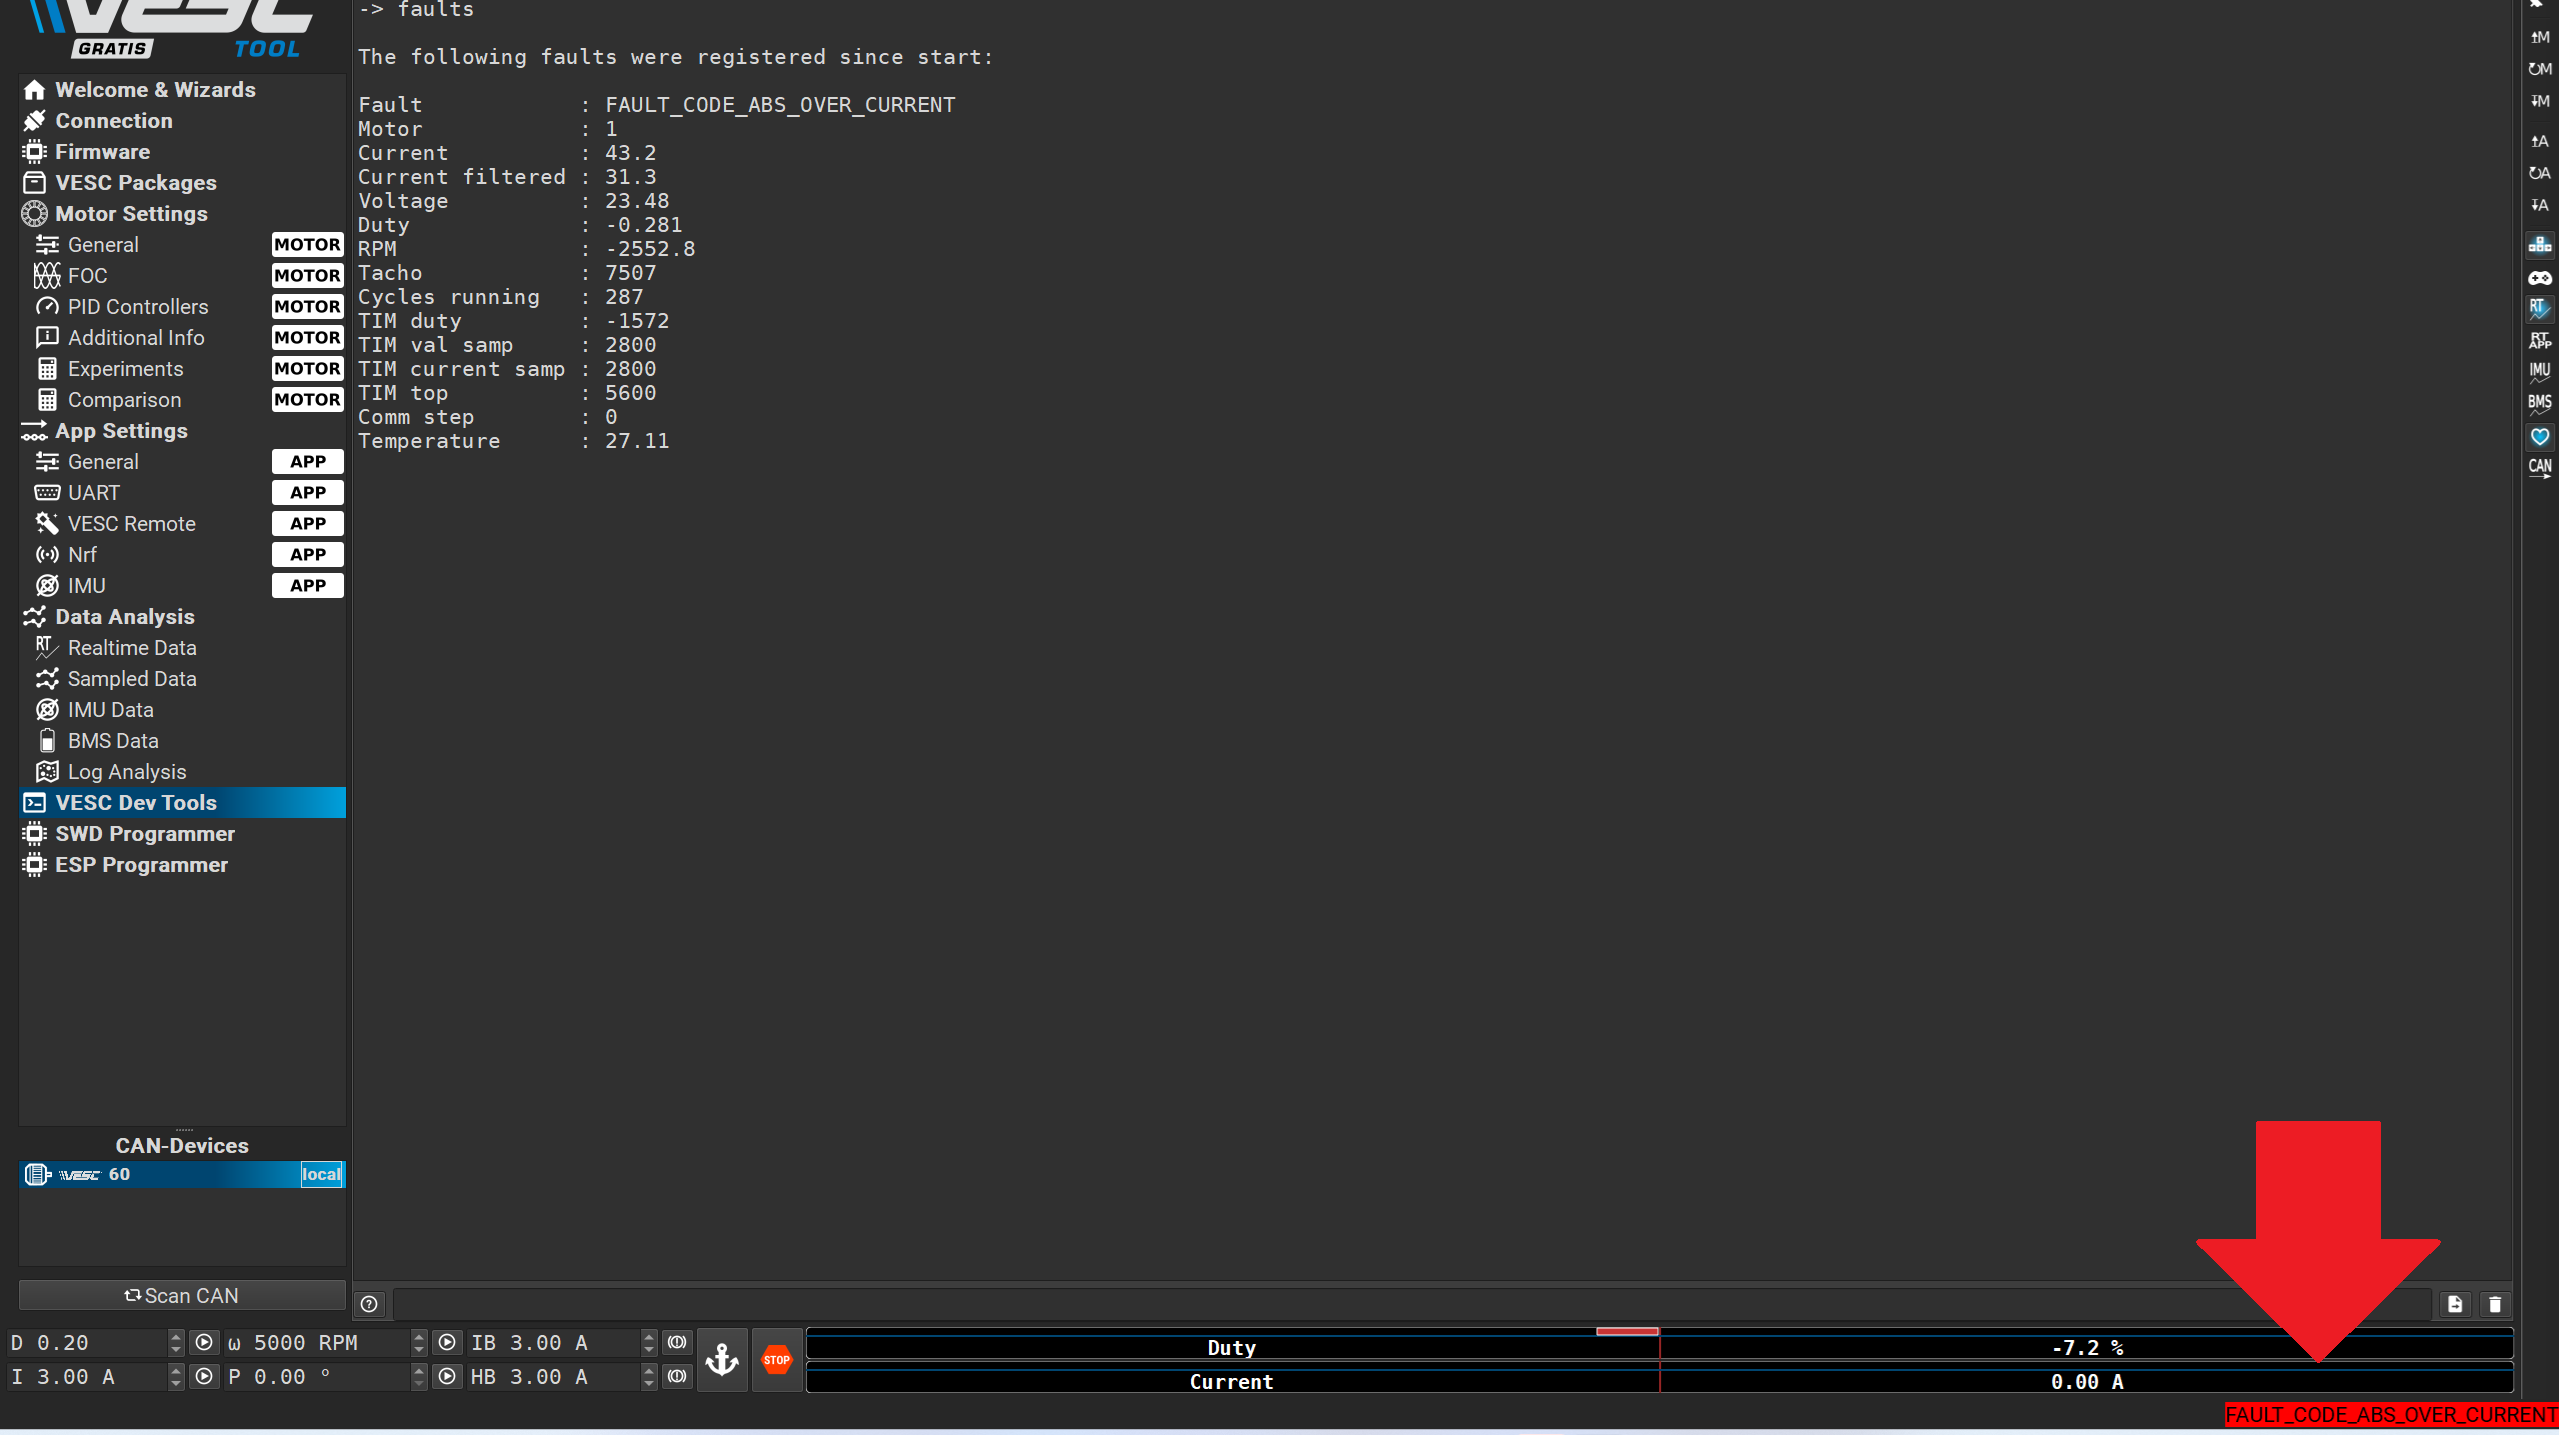 VESC
GRATIS TOOL
Welcome & Wizards
Connection
Firmware
VESC Packages
Motor Settings
General MOTOR
FOC MOTOR
PID Controllers MOTOR
Additional Info MOTOR
Experiments MOTOR
Comparison MOTOR
App Settings
General APP
UART APP
VESC Remote APP
Nrf APP
IMU APP
Data Analysis
RT Realtime Data
Sampled Data
IMU Data
BMS Data
Log Analysis
VESC Dev Tools
SWD Programmer
ESP Programmer
CAN-Devices
VESC 60 local
Scan CAN
-> faults
The following faults were registered since start:
Fault : FAULT_CODE_ABS_OVER_CURRENT
Motor : 1
Current : 43.2
Current filtered : 31.3
Voltage : 23.48
Duty : -0.281
RPM : -2552.8
Tacho : 7507
Cycles running : 287
TIM duty : -1572
TIM val samp : 2800
TIM current samp : 2800
TIM top : 5600
Comm step : 0
Temperature : 27.11
M
M
M
A
A
A
RT
RT APP
IMU
BMS
CAN
?
D 0.20 ω 5000 RPM IB 3.00 A
I 3.00 A P 0.00 ° HB 3.00 A
STOP
Duty -7.2 %
Current 0.00 A
FAULT_CODE_ABS_OVER_CURRENT